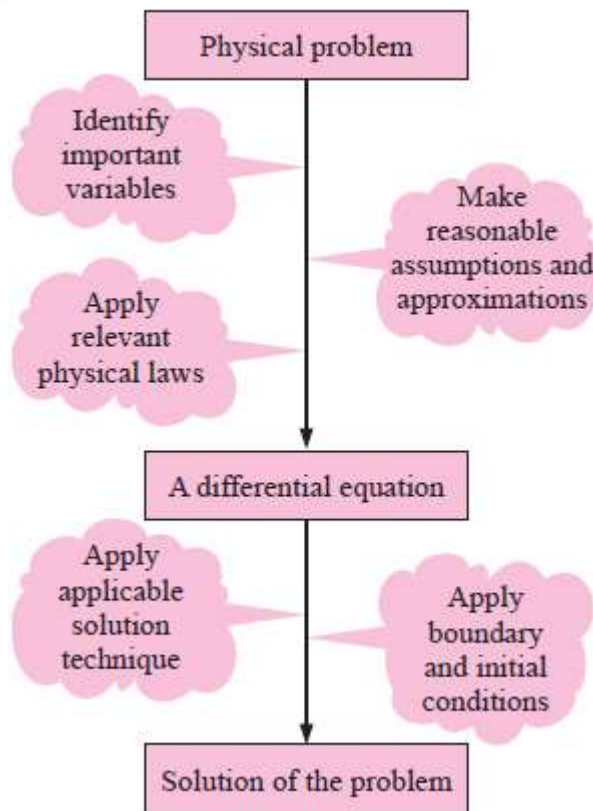 Physical problem
Identify
important
variables
Make
reasonable
assumptions and
approximations
Apply
relevant
physical laws
A differential equation
Apply
applicable
solution
technique
Apply
boundary
and initial
conditions
Solution of the problem